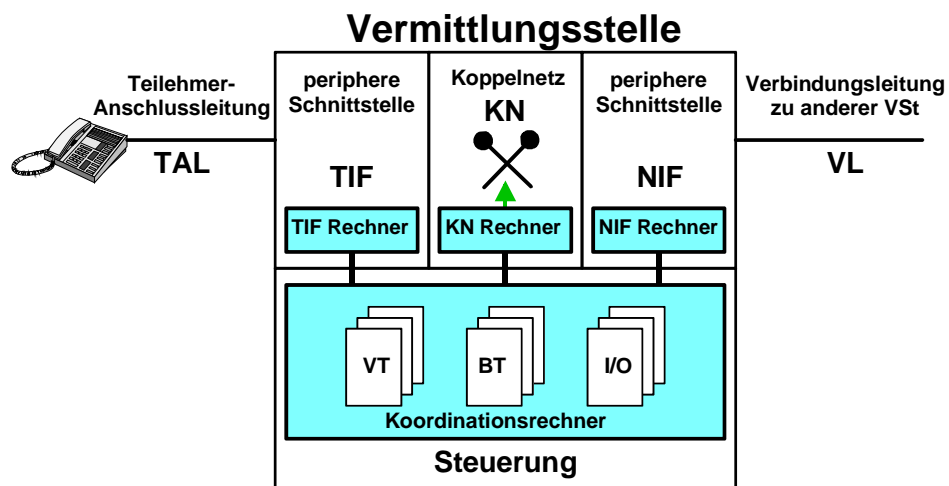 Vermittlungsstelle
Teilehmer-
Anschlussleitung
TAL
periphere
Schnittstelle
TIF
TIF Rechner
Koppelnetz
KN
KN Rechner
periphere
Schnittstelle
NIF
NIF Rechner
Verbindungsleitung
zu anderer VSt
VL
VT
BT
I/O
Koordinationsrechner
Steuerung